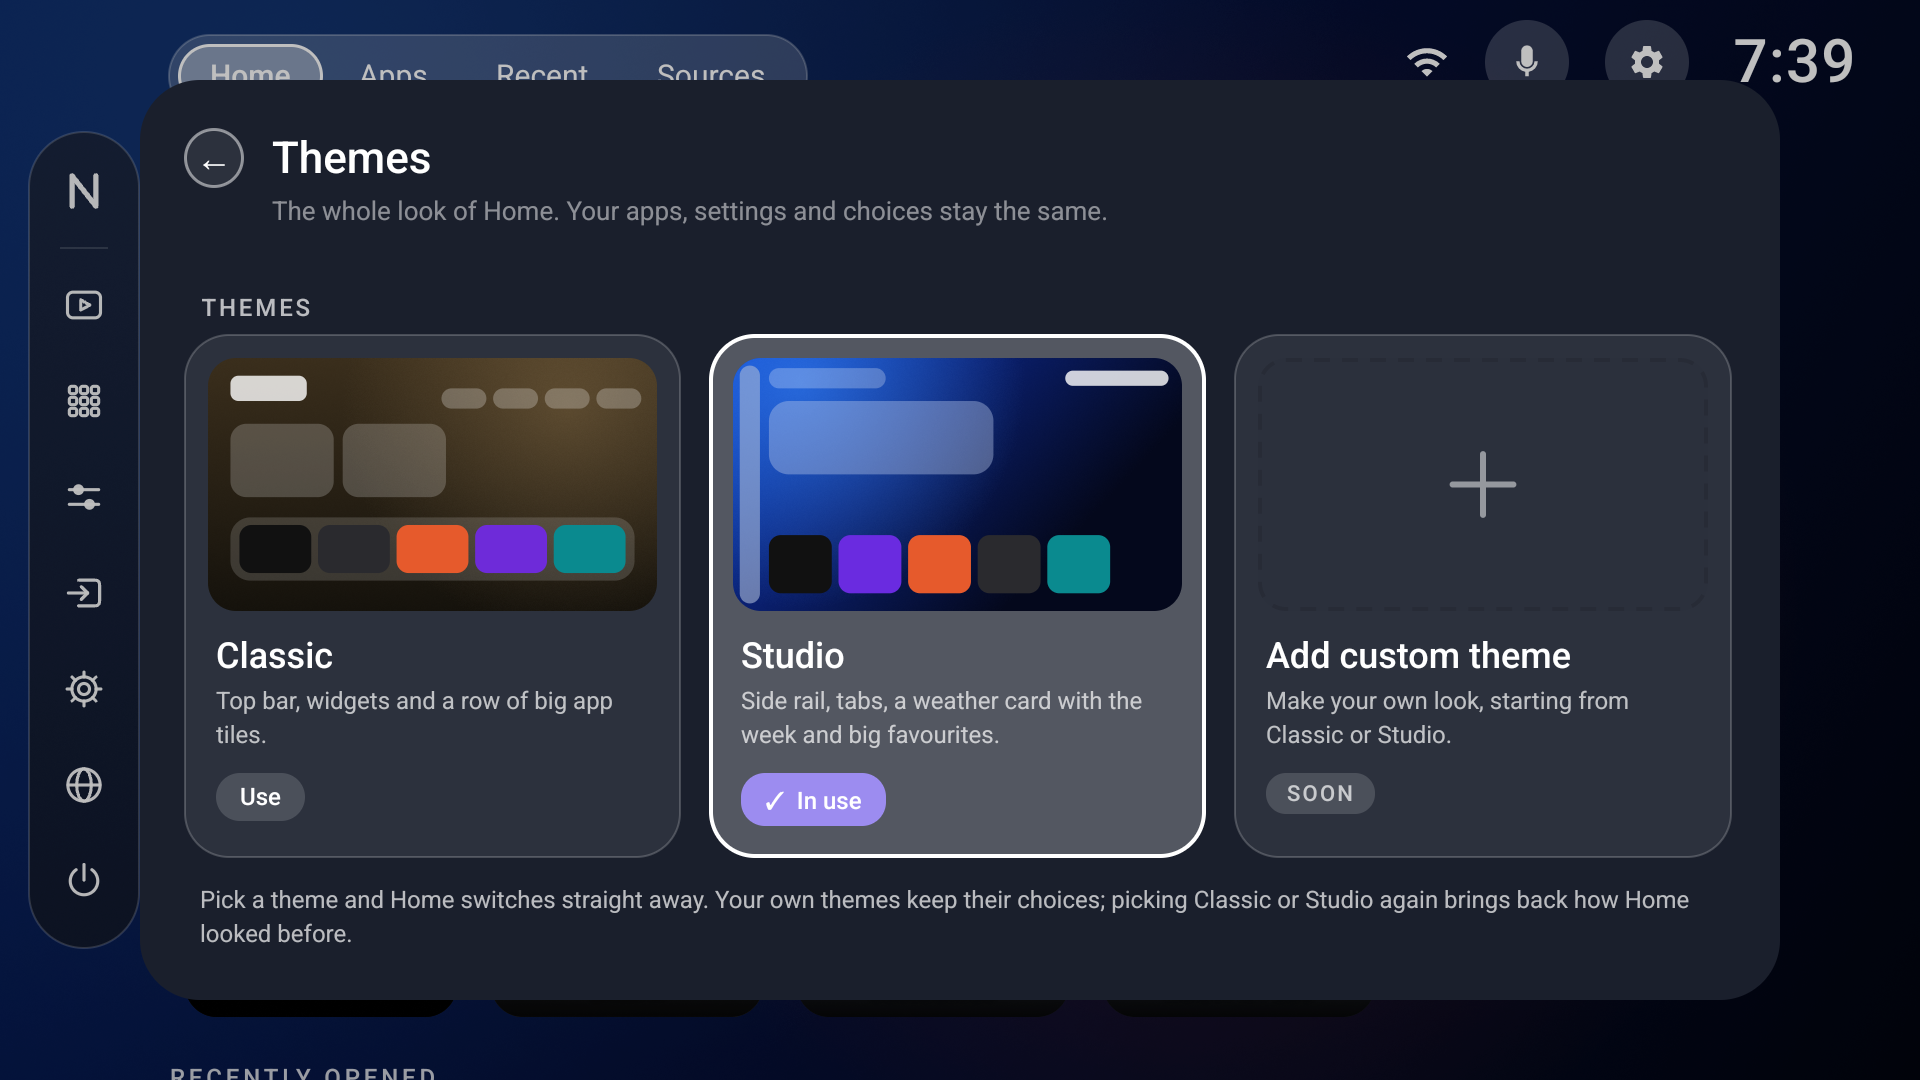 Home Apps Recent Sources
7:39
N
← Themes
The whole look of Home. Your apps, settings and choices stay the same.
THEMES
Classic
Top bar, widgets and a row of big app
tiles.
Use
Studio
Side rail, tabs, a weather card with the
week and big favourites.
✓ In use
Add custom theme
Make your own look, starting from
Classic or Studio.
SOON
Pick a theme and Home switches straight away. Your own themes keep their choices; picking Classic or Studio again brings back how Home
looked before.
RECENTLY OPENED